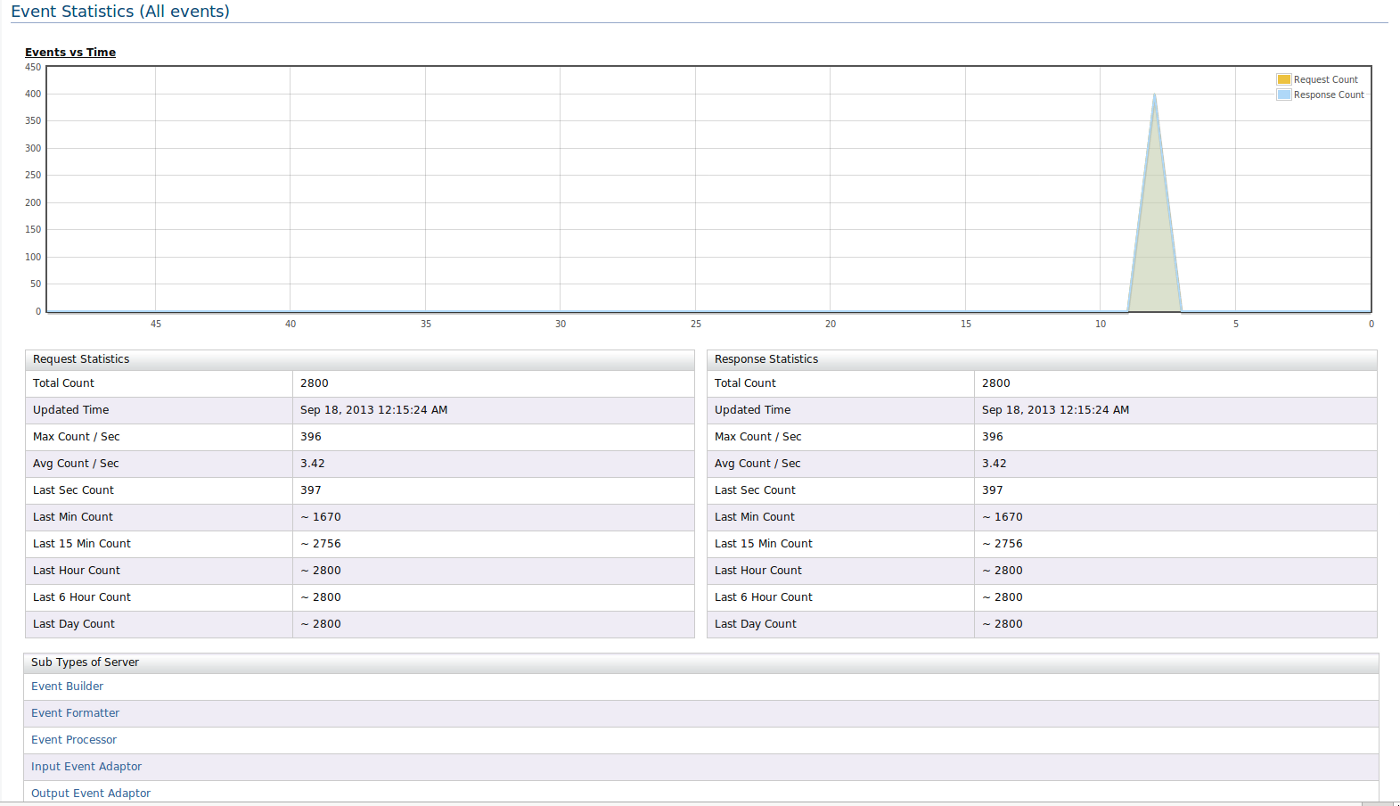 Event Statistics (All events)
Events vs Time
450
400
350
300
250
200
150
100
50
0
Request Count
Response Count
45 40 35 30 25 20 15 10 5 0
Request Statistics
Total Count 2800
Updated Time Sep 18, 2013 12:15:24 AM
Max Count / Sec 396
Avg Count / Sec 3.42
Last Sec Count 397
Last Min Count ~ 1670
Last 15 Min Count ~ 2756
Last Hour Count ~ 2800
Last 6 Hour Count ~ 2800
Last Day Count ~ 2800
Response Statistics
Total Count 2800
Updated Time Sep 18, 2013 12:15:24 AM
Max Count / Sec 396
Avg Count / Sec 3.42
Last Sec Count 397
Last Min Count ~ 1670
Last 15 Min Count ~ 2756
Last Hour Count ~ 2800
Last 6 Hour Count ~ 2800
Last Day Count ~ 2800
Sub Types of Server
Event Builder
Event Formatter
Event Processor
Input Event Adaptor
Output Event Adaptor